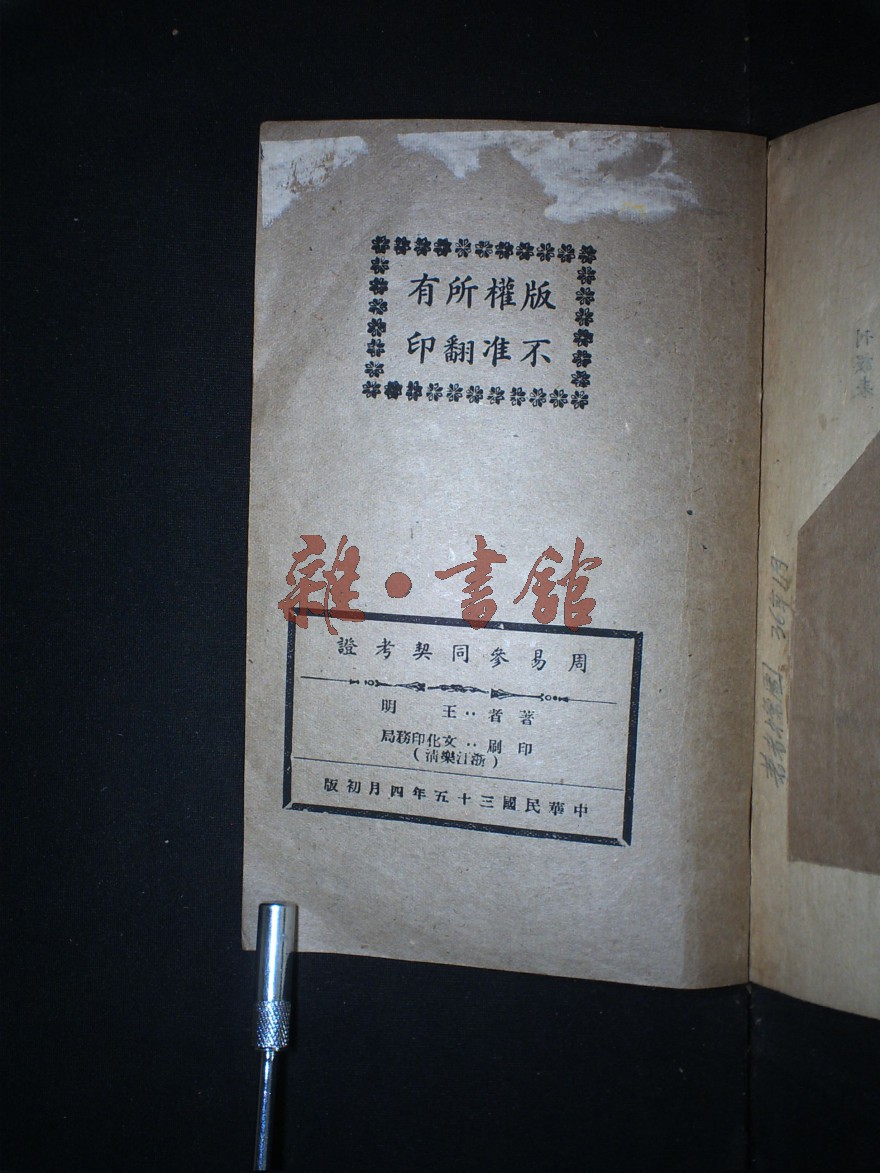 版權所有
不准翻印
雜·書館
周易參同契考證
著者：王明
印刷：文化印務局
（浙江樂清）
中華民國三十五年四月初版